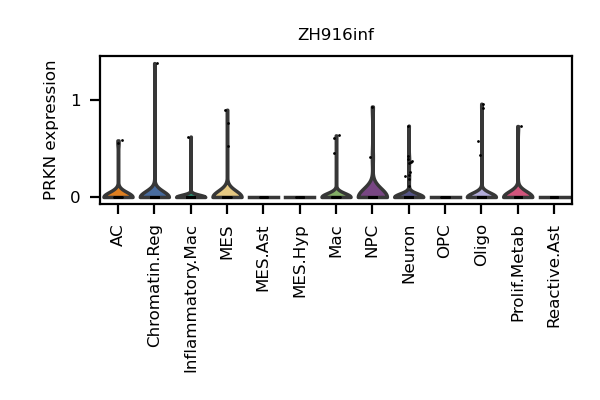 ZH916inf
PRKN expression
1
0
AC
Chromatin.Reg
Inflammatory.Mac
MES
MES.Ast
MES.Hyp
Mac
NPC
Neuron
OPC
Oligo
Prolif.Metab
Reactive.Ast